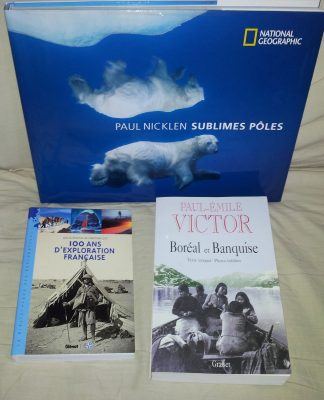 NATIONAL
GEOGRAPHIC
PAUL NICKLEN SUBLIMES PÔLES
100 ANS
D'EXPLORATION
FRANÇAISE
Glénat
PAUL-ÉMILE
VICTOR
Boréal et Banquise
Grasset